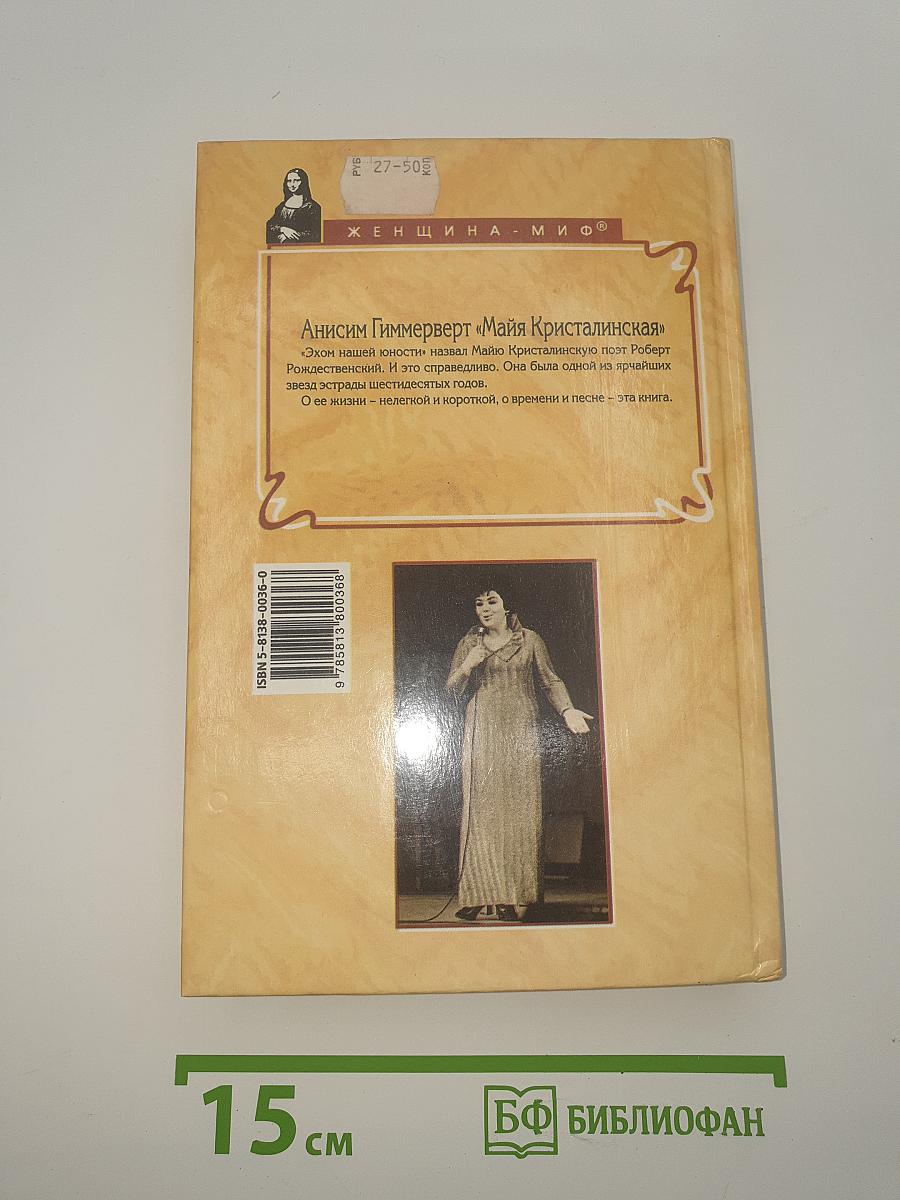 РУБ 27-50 КОП
ЖЕНЩИНА-МИФ®
Анисим Гиммерверт «Майя Кристалинская»
«Эхом нашей юности» назвал Майю Кристалинскую поэт Роберт
Рождественский. И это справедливо. Она была одной из ярчайших
звезд эстрады шестидесятых годов.
О ее жизни – нелегкой и короткой, о времени и песне – эта книга.
ISBN 5-8138-0036-0
9 785813 800368
15 см
БФ БИБЛИОФАН